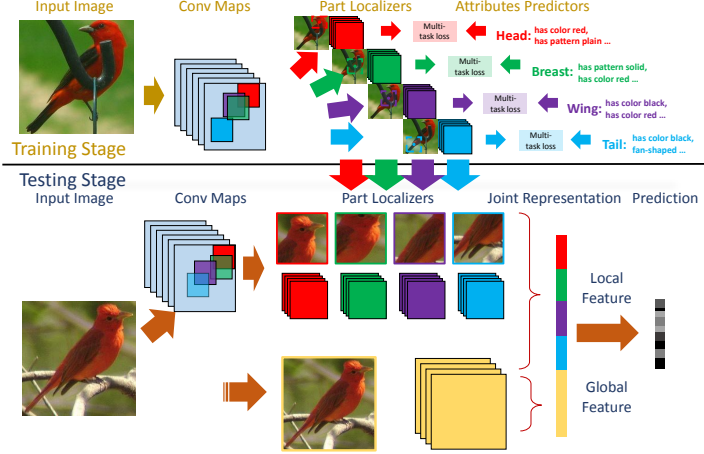 Input Image
Conv Maps
Part Localizers
Attributes Predictors
Multi-
task loss
Head: has color red,
has pattern plain ...
Multi-
task loss
Breast: has pattern solid,
has color red ...
Multi-
task loss
Wing: has color black,
has color red ...
Multi-
task loss
Tail: has color black,
fan-shaped ...
Training Stage
Testing Stage
Input Image
Conv Maps
Part Localizers
Joint Representation
Prediction
Local
Feature
Global
Feature